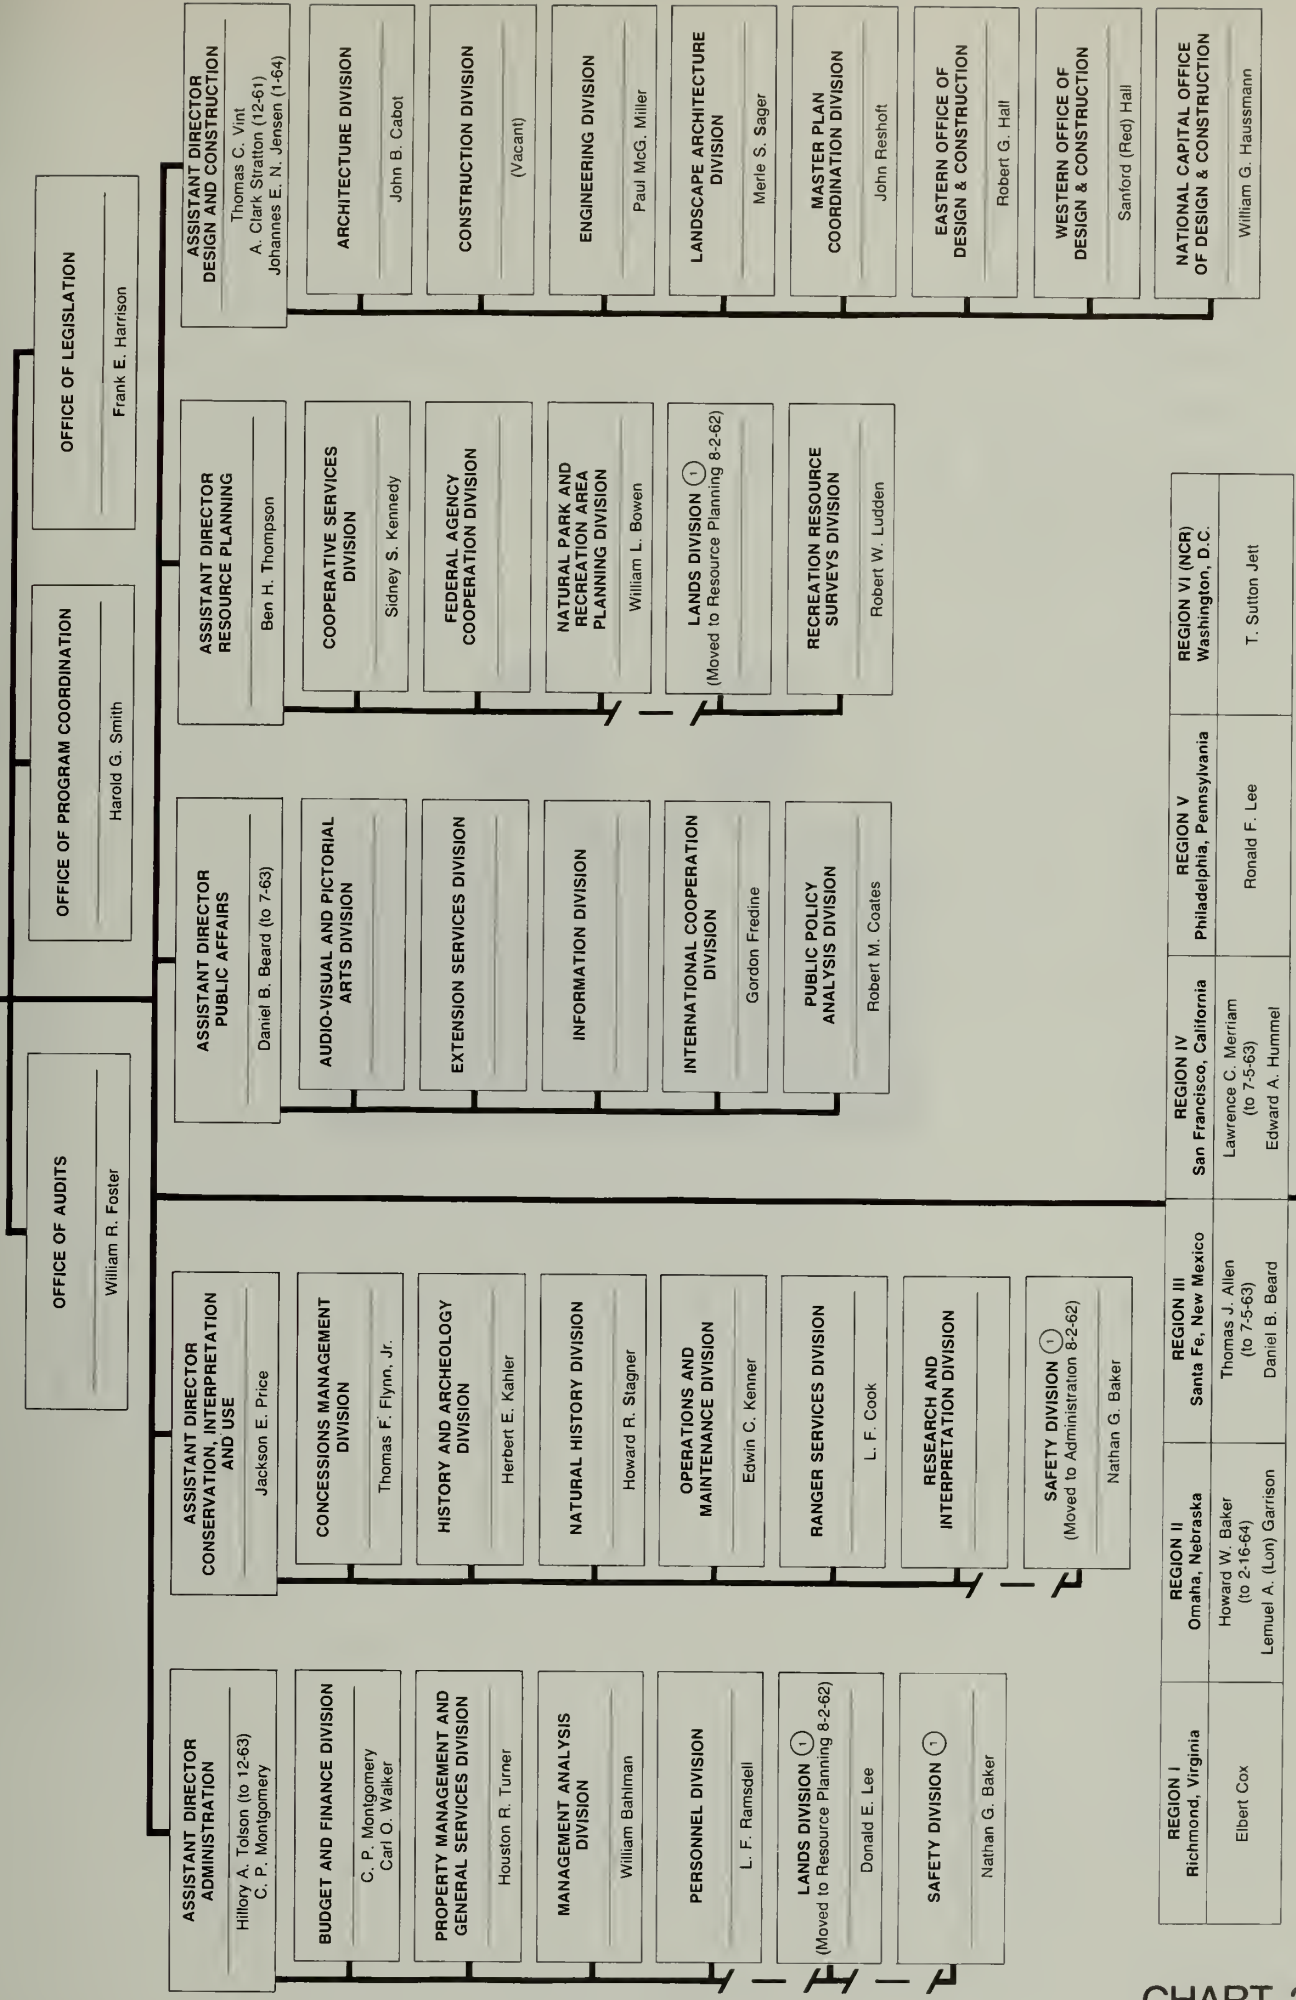 OFFICE OF AUDITS
William R. Foster
OFFICE OF PROGRAM COORDINATION
Harold G. Smith
OFFICE OF LEGISLATION
Frank E. Harrison
ASSISTANT DIRECTOR
ADMINISTRATION
Hillory A. Tolson (to 12-63)
C. P. Montgomery
BUDGET AND FINANCE DIVISION
C. P. Montgomery
Carl O. Walker
PROPERTY MANAGEMENT AND
GENERAL SERVICES DIVISION
Houston R. Turner
MANAGEMENT ANALYSIS
DIVISION
William Bahlman
PERSONNEL DIVISION
L. F. Ramsdell
LANDS DIVISION 1
(Moved to Resource Planning 8-2-62)
Donald E. Lee
SAFETY DIVISION 1
Nathan G. Baker
ASSISTANT DIRECTOR
CONSERVATION, INTERPRETATION
AND USE
Jackson E. Price
CONCESSIONS MANAGEMENT
DIVISION
Thomas F. Flynn, Jr.
HISTORY AND ARCHEOLOGY
DIVISION
Herbert E. Kahler
NATURAL HISTORY DIVISION
Howard R. Stagner
OPERATIONS AND
MAINTENANCE DIVISION
Edwin C. Kenner
RANGER SERVICES DIVISION
L. F. Cook
RESEARCH AND
INTERPRETATION DIVISION
SAFETY DIVISION 1
(Moved to Administration 8-2-62)
Nathan G. Baker
ASSISTANT DIRECTOR
PUBLIC AFFAIRS
Daniel B. Beard (to 7-63)
AUDIO-VISUAL AND PICTORIAL
ARTS DIVISION
EXTENSION SERVICES DIVISION
INFORMATION DIVISION
INTERNATIONAL COOPERATION
DIVISION
Gordon Fredine
PUBLIC POLICY
ANALYSIS DIVISION
Robert M. Coates
ASSISTANT DIRECTOR
RESOURCE PLANNING
Ben H. Thompson
COOPERATIVE SERVICES
DIVISION
Sidney S. Kennedy
FEDERAL AGENCY
COOPERATION DIVISION
NATURAL PARK AND
RECREATION AREA
PLANNING DIVISION
William L. Bowen
LANDS DIVISION 1
(Moved to Resource Planning 8-2-62)
RECREATION RESOURCE
SURVEYS DIVISION
Robert W. Ludden
ASSISTANT DIRECTOR
DESIGN AND CONSTRUCTION
Thomas C. Vint
A. Clark Stratton (12-61)
Johannes E. N. Jensen (1-64)
ARCHITECTURE DIVISION
John B. Cabot
CONSTRUCTION DIVISION
(Vacant)
ENGINEERING DIVISION
Paul McG. Miller
LANDSCAPE ARCHITECTURE
DIVISION
Merle S. Sager
MASTER PLAN
COORDINATION DIVISION
John Reshoft
EASTERN OFFICE OF
DESIGN & CONSTRUCTION
Robert G. Hall
WESTERN OFFICE OF
DESIGN & CONSTRUCTION
Sanford (Red) Hall
NATIONAL CAPITAL OFFICE
OF DESIGN & CONSTRUCTION
William G. Haussmann
REGION I
Richmond, Virginia
Elbert Cox
REGION II
Omaha, Nebraska
Howard W. Baker
(to 2-16-64)
Lemuel A. (Lon) Garrison
REGION III
Santa Fe, New Mexico
Thomas J. Allen
(to 7-5-63)
Daniel B. Beard
REGION IV
San Francisco, California
Lawrence C. Merriam
(to 7-5-63)
Edward A. Hummel
REGION V
Philadelphia, Pennsylvania
Ronald F. Lee
REGION VI (NCR)
Washington, D.C.
T. Sutton Jett
CHART